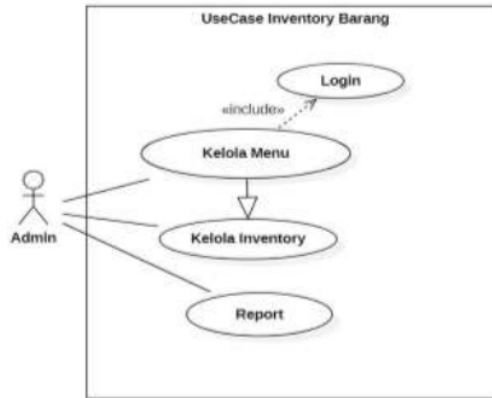 UseCase Inventory Barang
Login
«include»
Kelola Menu
Admin
Kelola Inventory
Report